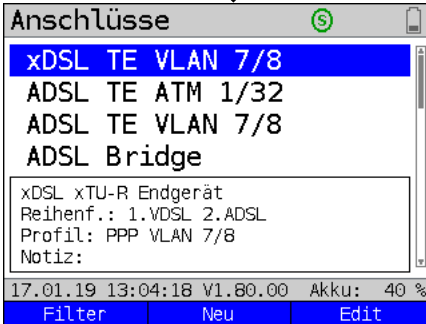 Anschlüsse S
xDSL TE VLAN 7/8
ADSL TE ATM 1/32
ADSL TE VLAN 7/8
ADSL Bridge
xDSL xTU-R Endgerät
Reihenf.: 1.VDSL 2.ADSL
Profil: PPP VLAN 7/8
Notiz:
17.01.19 13:04:18 V1.80.00 Akku: 40 %
Filter Neu Edit